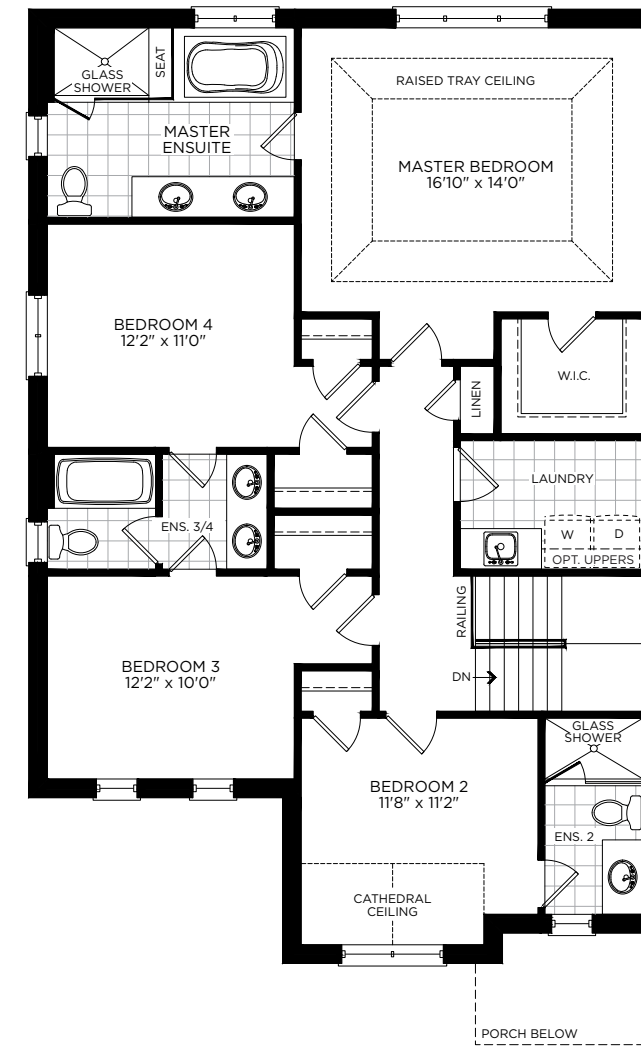 GLASS
SHOWER
SEAT
MASTER
ENSUITE
RAISED TRAY CEILING
MASTER BEDROOM
16'10" x 14'0"
BEDROOM 4
12'2" x 11'0"
LINEN
W.I.C.
LAUNDRY
W
D
OPT. UPPERS
ENS. 3/4
RAILING
DN
BEDROOM 3
12'2" x 10'0"
GLASS
SHOWER
BEDROOM 2
11'8" x 11'2"
ENS. 2
CATHEDRAL
CEILING
PORCH BELOW